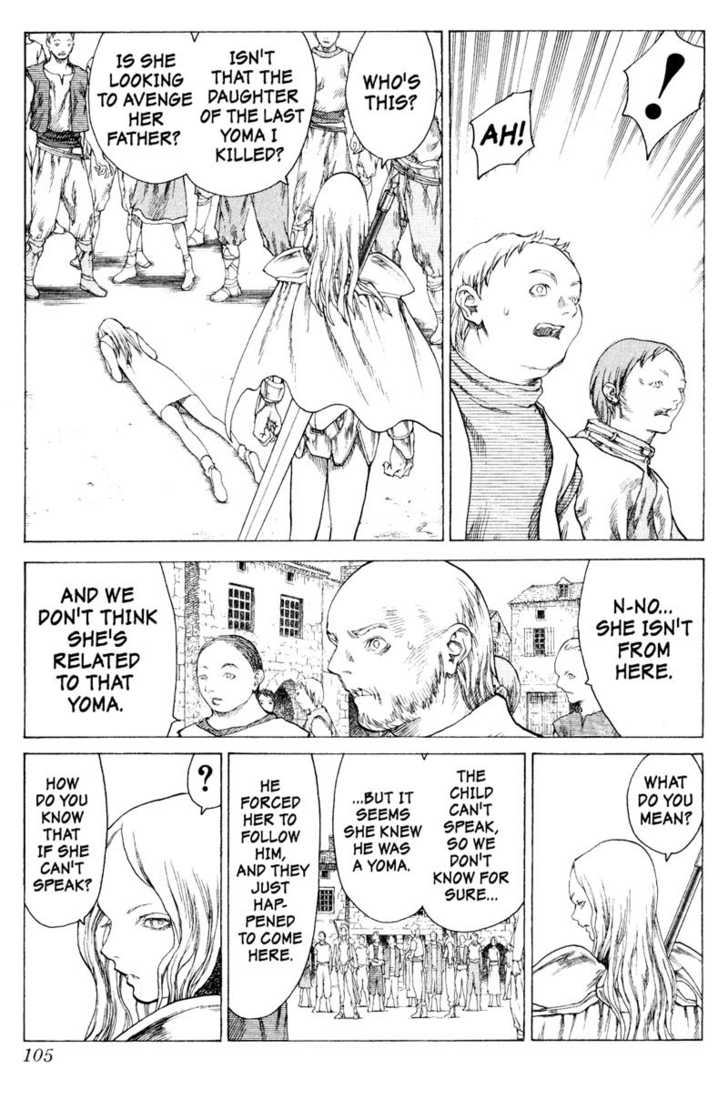 !
AH!
WHO'S
THIS?
ISN'T
THAT THE
DAUGHTER
OF THE LAST
YOMA I
KILLED?
IS SHE
LOOKING
TO AVENGE
HER
FATHER?
N-NO...
SHE ISN'T
FROM
HERE.
AND WE
DON'T THINK
SHE'S
RELATED
TO THAT
YOMA.
WHAT
DO YOU
MEAN?
THE
CHILD
CAN'T
SPEAK,
SO WE
DON'T
KNOW FOR
SURE...
...BUT IT
SEEMS
SHE KNEW
HE WAS
A YOMA.
HE
FORCED
HER TO
FOLLOW
HIM,
AND THEY
JUST
HAP-
PENED
TO COME
HERE.
?
HOW
DO YOU
KNOW
THAT
IF SHE
CAN'T
SPEAK?
105